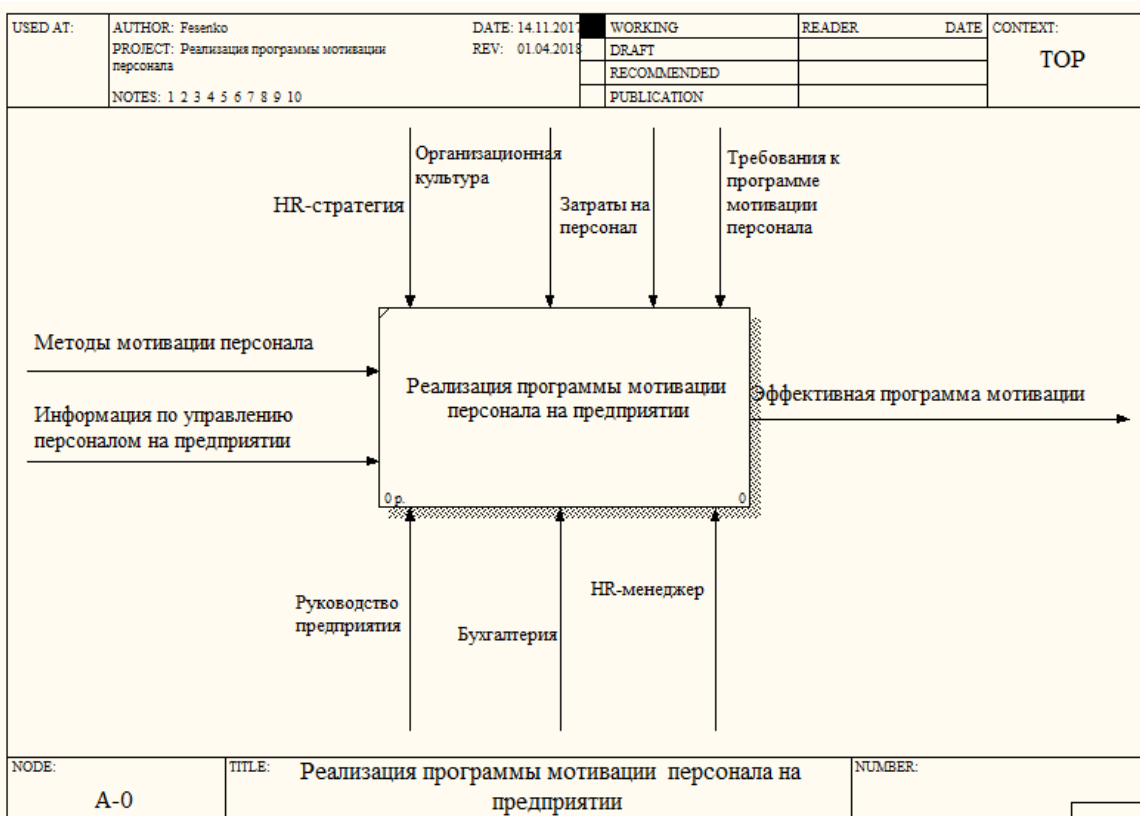 USED AT:
AUTHOR: Fesenko
DATE: 14.11.2017
PROJECT: Реализация программы мотивации
персонала
REV: 01.04.2018
NOTES: 1 2 3 4 5 6 7 8 9 10
WORKING
DRAFT
RECOMMENDED
PUBLICATION
READER
DATE
CONTEXT:
TOP
Организационная
культура
HR-стратегия
Затраты на
персонал
Требования к
программе
мотивации
персонала
Методы мотивации персонала
Информация по управлению
персоналом на предприятии
Реализация программы мотивации
персонала на предприятии
0 р.
0
Эффективная программа мотивации
Руководство
предприятия
Бухгалтерия
HR-менеджер
NODE:
A-0
TITLE:
Реализация программы мотивации персонала на
предприятии
NUMBER: